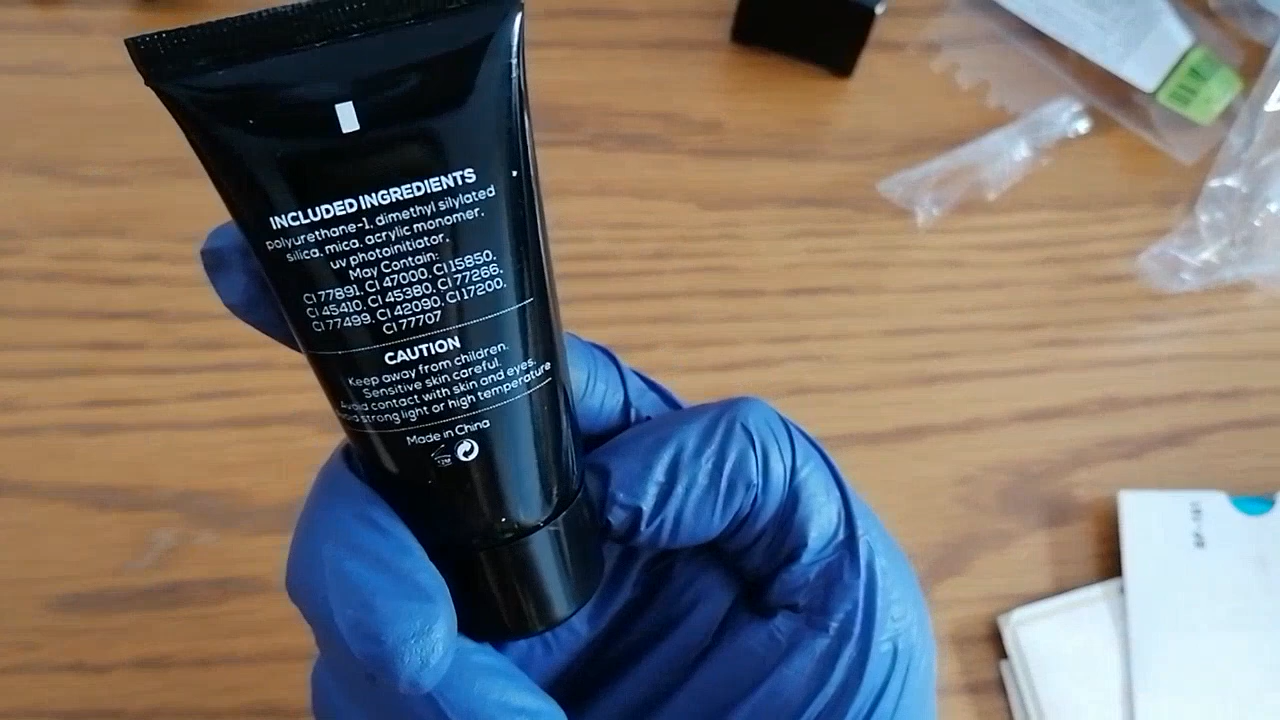 INCLUDED INGREDIENTS
polyurethane-1, dimethyl silylated
silica, mica, acrylic monomer,
uv photoinitiator,
May Contain:
CI 77891, CI 47000, CI 15850,
CI 45410, CI 45380, CI 77266,
CI 77499, CI 42090, CI 17200,
CI 77707
CAUTION
Keep away from children.
Sensitive skin careful.
Avoid contact with skin and eyes.
strong light or high temperature
Made in China
12M